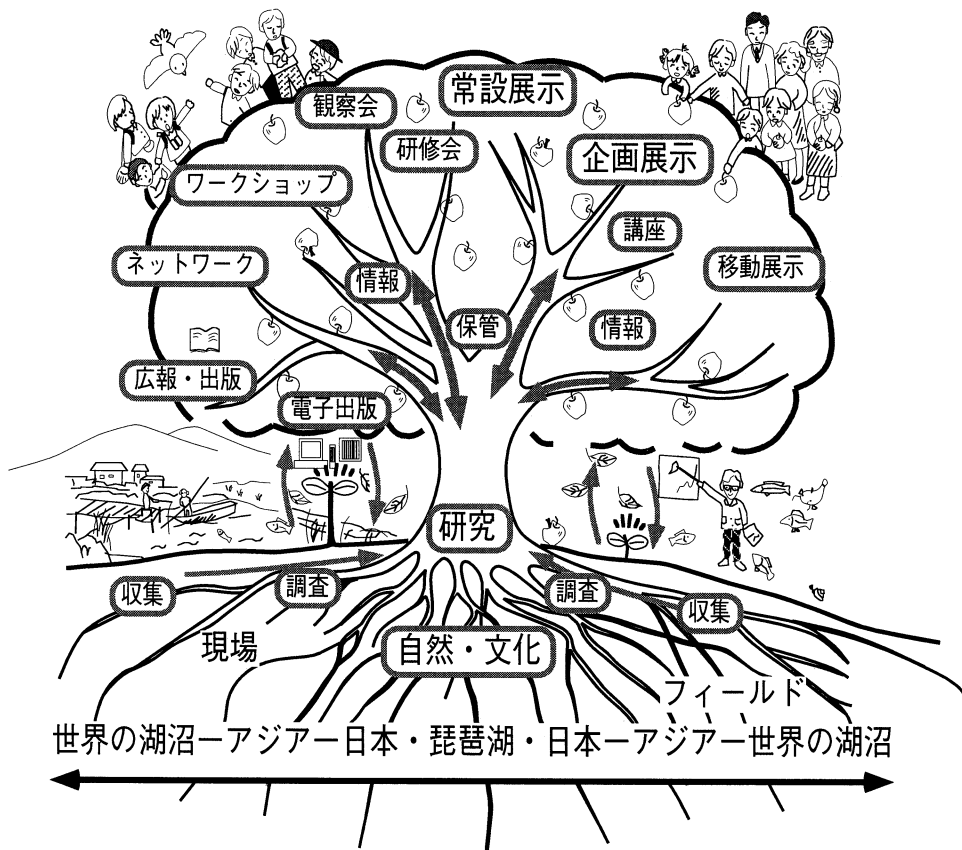 常設展示
観察会
研修会
企画展示
ワークショップ
講座
ネットワーク
情報
移動展示
保管
情報
広報・出版
電子出版
研究
収集
調査
調査
収集
現場
自然・文化
フィールド
世界の湖沼ーアジアー日本・琵琶湖・日本ーアジアー世界の湖沼